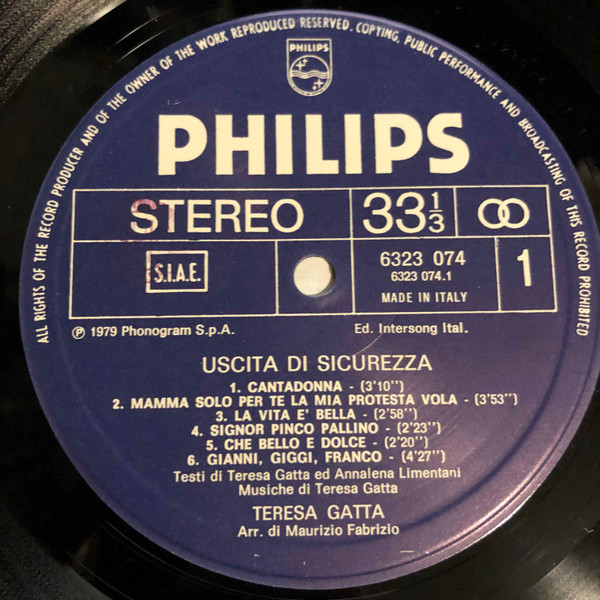 ALL RIGHTS OF THE RECORD PRODUCER AND OF THE OWNER OF THE WORK REPRODUCED RESERVED. COPYING, PUBLIC PERFORMANCE AND BROADCASTING OF THIS RECORD PROHIBITED
PHILIPS
PHILIPS
STEREO 33 1/3
S.I.A.E. 6323 074 1
6323 074.1
MADE IN ITALY
℗ 1979 Phonogram S.p.A. Ed. Intersong Ital.
USCITA DI SICUREZZA
1. CANTADONNA - (3'10'')
2. MAMMA SOLO PER TE LA MIA PROTESTA VOLA - (3'53'')
3. LA VITA E' BELLA - (2'58'')
4. SIGNOR PINCO PALLINO - (2'23'')
5. CHE BELLO E DOLCE - (2'20'')
6. GIANNI, GIGGI, FRANCO - (4'27'')
Testi di Teresa Gatta ed Annalena Limentani
Musiche di Teresa Gatta
TERESA GATTA
Arr. di Maurizio Fabrizio